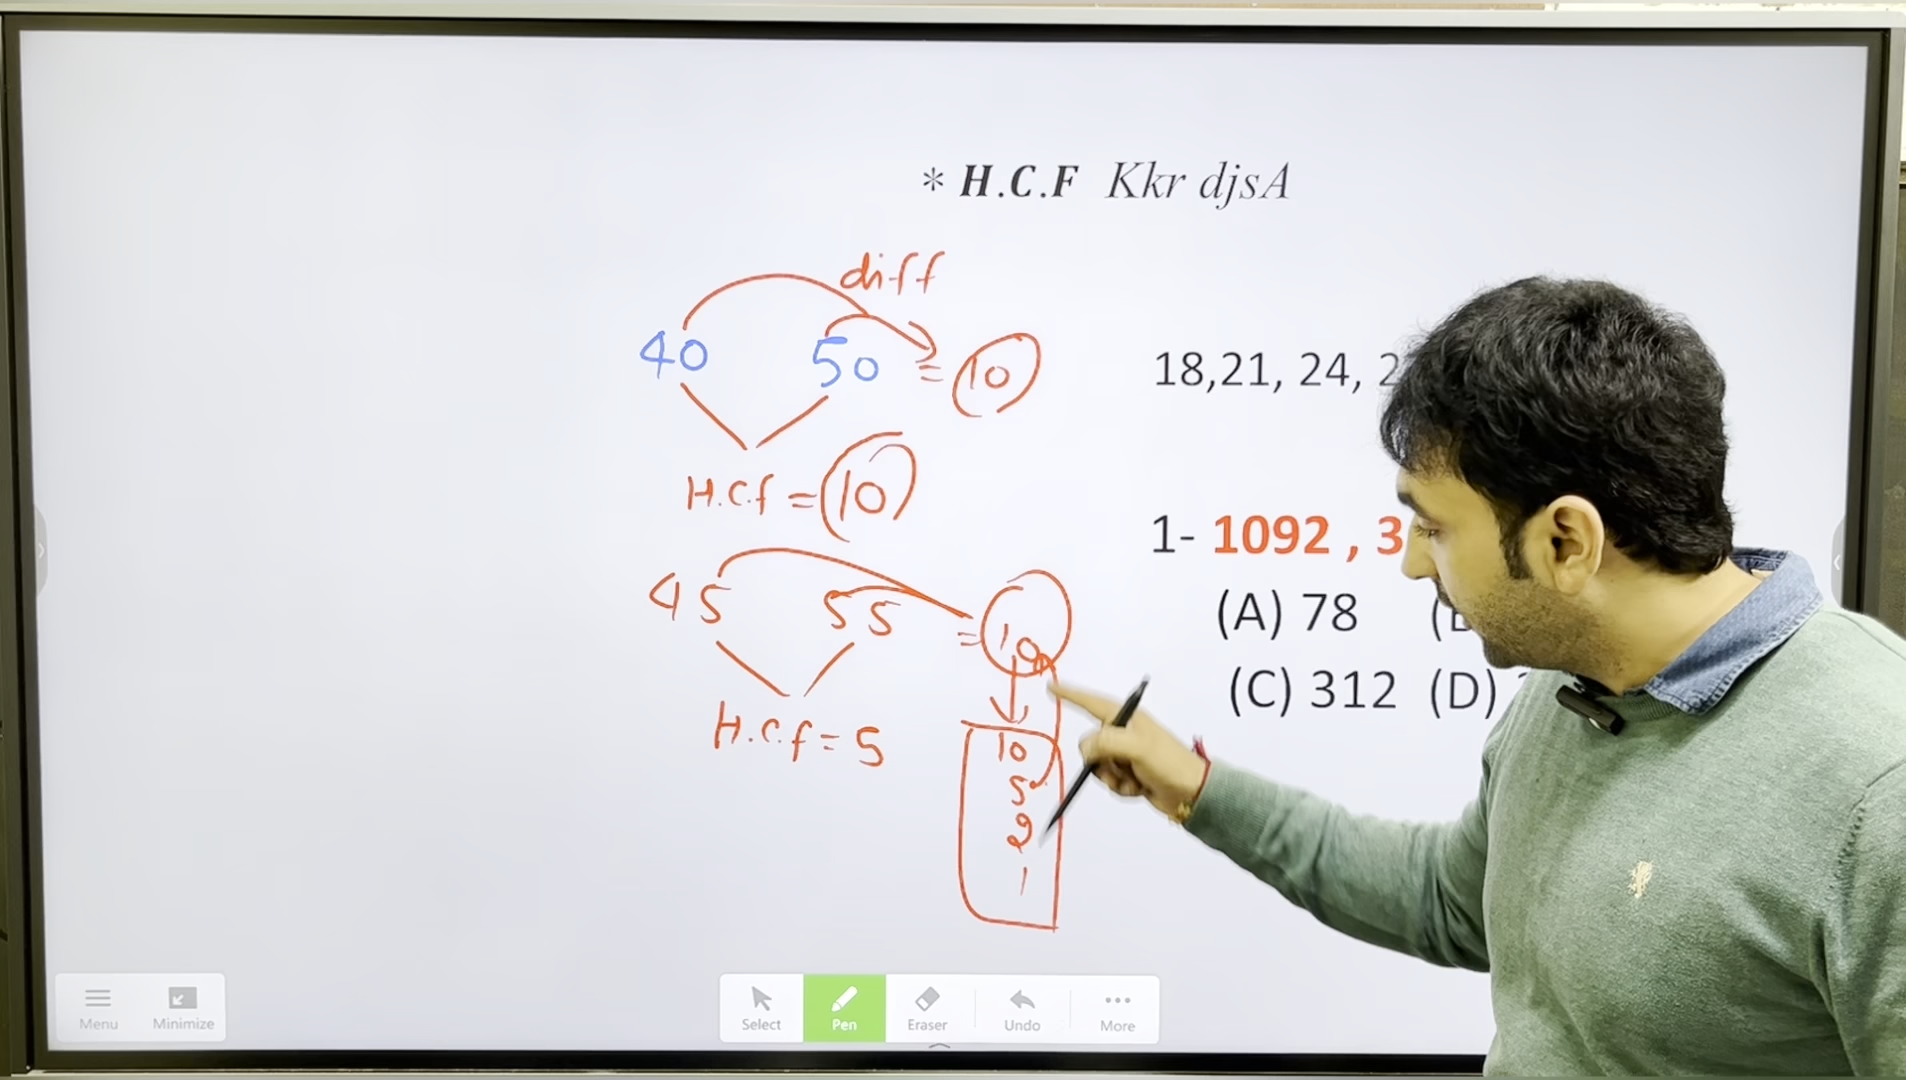 * H.C.F Kkr djsA
diff
40 50 = 10
18,21, 24, 2
H.C.f = 10
1- 1092 , 3
45 55 = 10
(A) 78
(C) 312 (D)
H.C.f = 5
10
5
2
1
Menu Minimize Select Pen Eraser Undo More